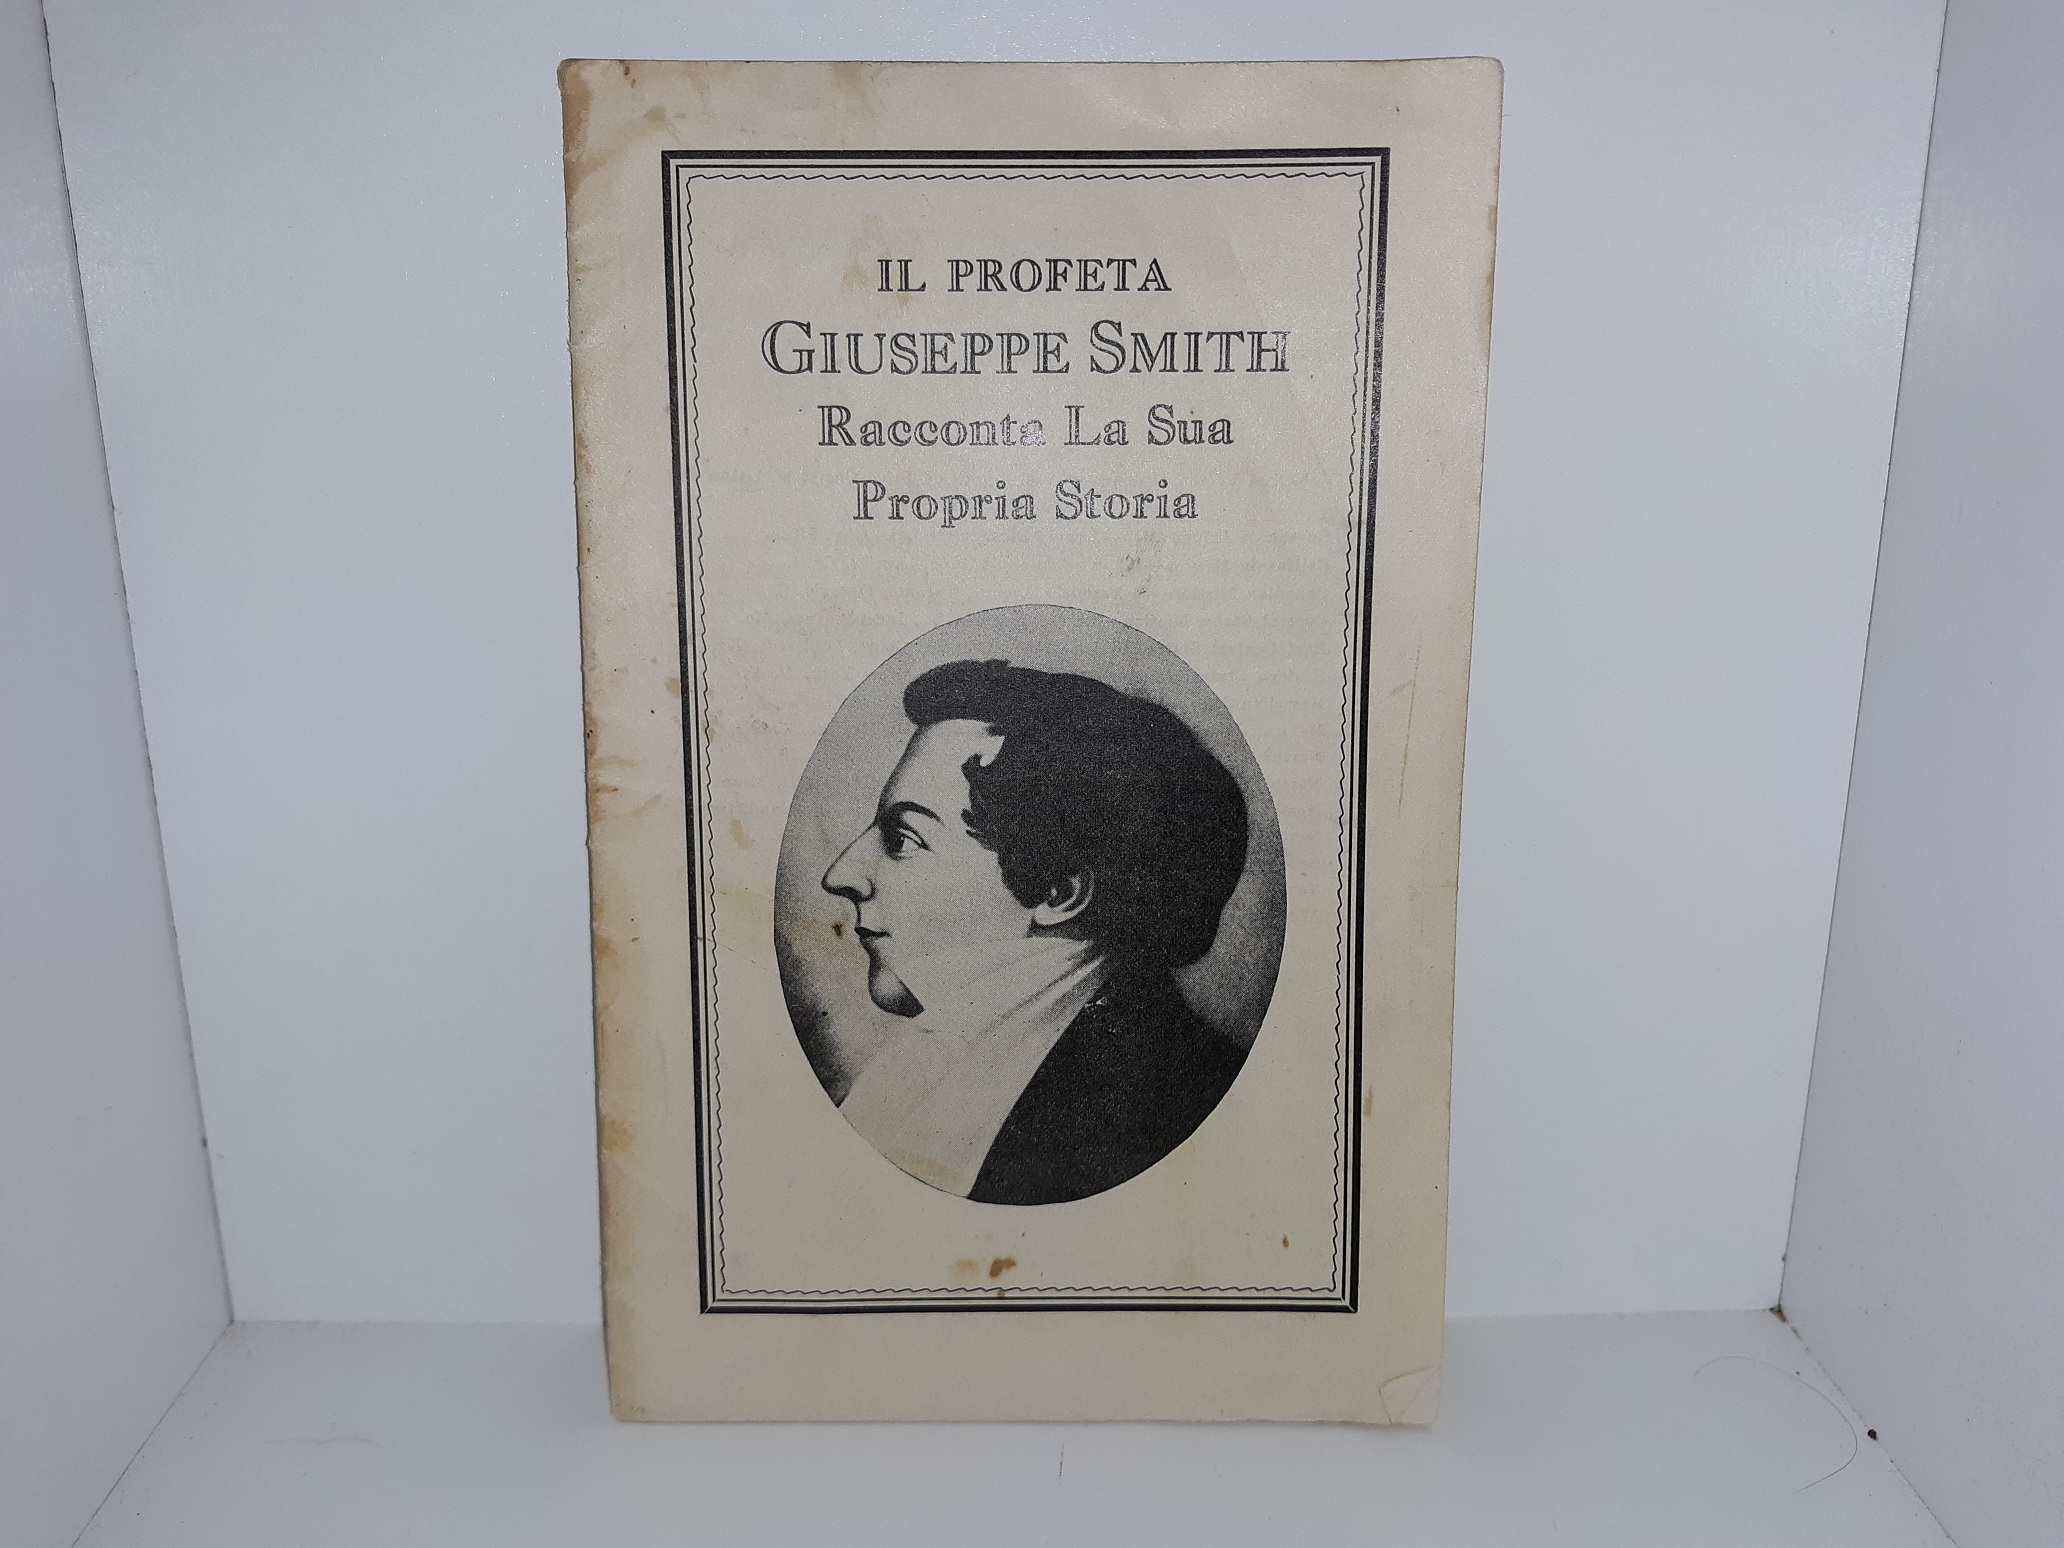 IL PROFETA
GIUSEPPE SMITH
Racconta La Sua
Propria Storia